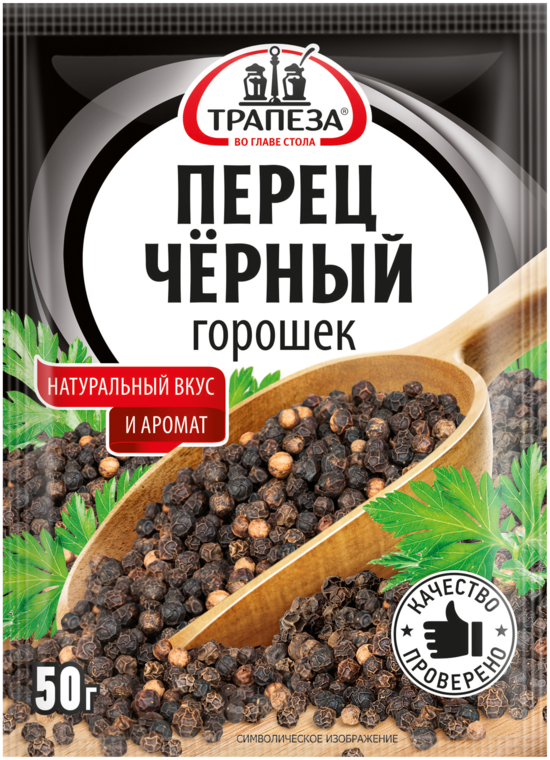 ТРАПЕЗА®
ВО ГЛАВЕ СТОЛА
ПЕРЕЦ
ЧЁРНЫЙ
горошек
НАТУРАЛЬНЫЙ ВКУС
И АРОМАТ
КАЧЕСТВО
ПРОВЕРЕНО
50г
СИМВОЛИЧЕСКОЕ ИЗОБРАЖЕНИЕ